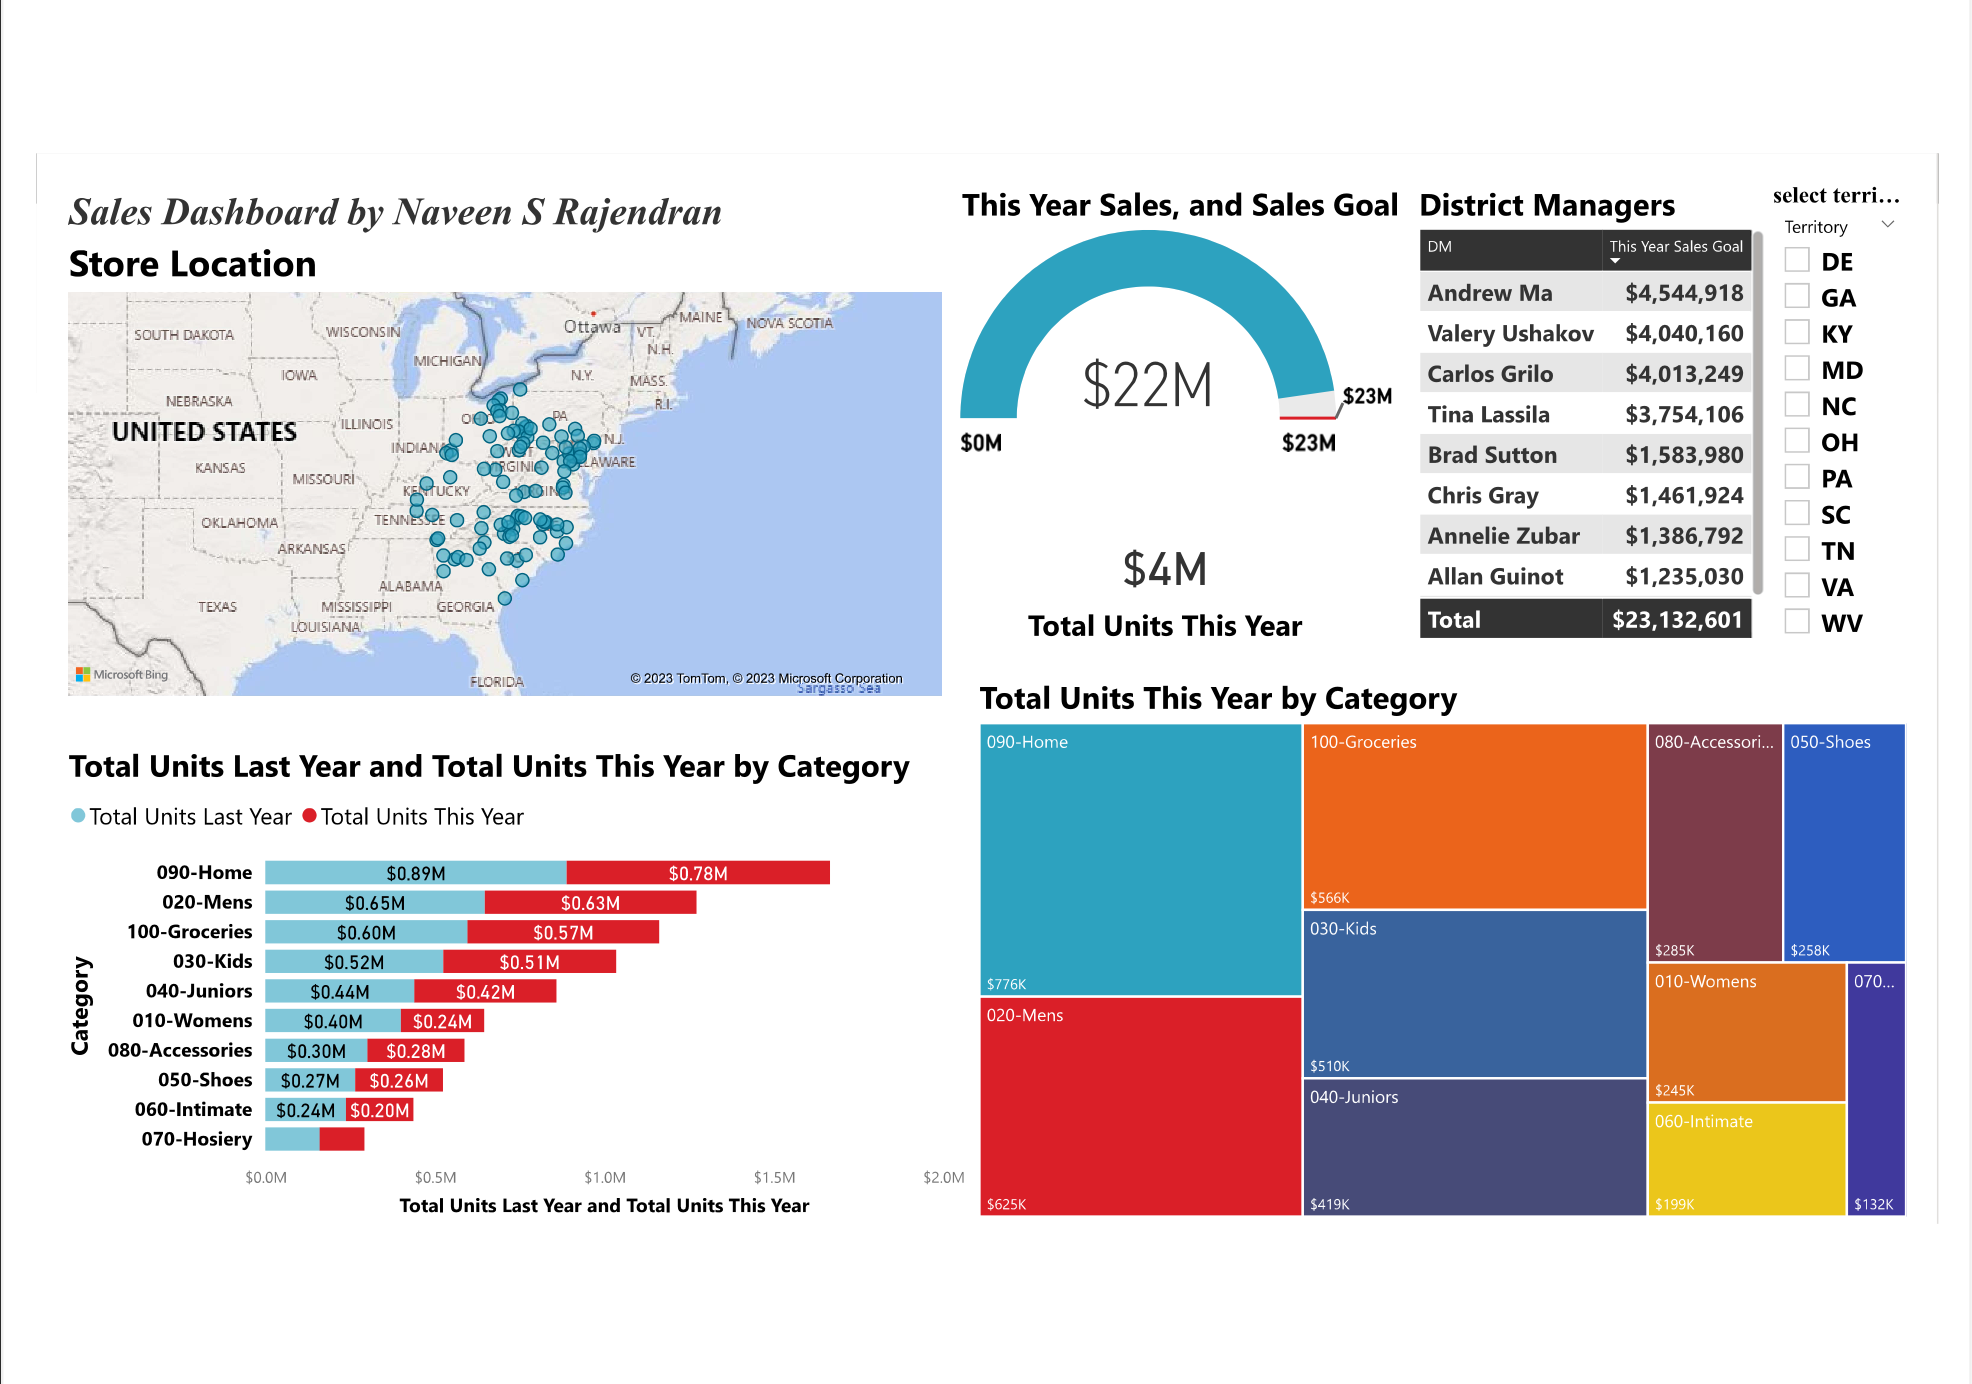 Sales Dashboard by Naveen S Rajendran
Store Location
SOUTH DAKOTA
WISCONSIN
MICHIGAN
Ottawa
VT.
N.H.
MAINE
NOVA SCOTIA
IOWA
N.Y.
MASS.
R.I.
NEBRASKA
ILLINOIS
PA
UNITED STATES
N.J.
KANSAS
MISSOURI
OKLAHOMA
ARKANSAS
ALABAMA
TEXAS
MISSISSIPPI
GEORGIA
LOUISIANA
FLORIDA
Microsoft Bing
© 2023 TomTom, © 2023 Microsoft Corporation
Sargasso Sea
This Year Sales, and Sales Goal
$22M
$23M
$0M
$23M
$4M
Total Units This Year
District Managers
DM This Year Sales Goal
Andrew Ma $4,544,918
Valery Ushakov $4,040,160
Carlos Grilo $4,013,249
Tina Lassila $3,754,106
Brad Sutton $1,583,980
Chris Gray $1,461,924
Annelie Zubar $1,386,792
Allan Guinot $1,235,030
Total $23,132,601
select terri...
Territory
DE
GA
KY
MD
NC
OH
PA
SC
TN
VA
WV
Total Units Last Year and Total Units This Year by Category
Total Units Last Year Total Units This Year
Category
090-Home $0.89M $0.78M
020-Mens $0.65M $0.63M
100-Groceries $0.60M $0.57M
030-Kids $0.52M $0.51M
040-Juniors $0.44M $0.42M
010-Womens $0.40M $0.24M
080-Accessories $0.30M $0.28M
050-Shoes $0.27M $0.26M
060-Intimate $0.24M $0.20M
070-Hosiery
$0.0M $0.5M $1.0M $1.5M $2.0M
Total Units Last Year and Total Units This Year
Total Units This Year by Category
090-Home
$776K
020-Mens
$625K
100-Groceries
$566K
030-Kids
$510K
040-Juniors
$419K
080-Accessori...
$285K
050-Shoes
$258K
010-Womens
$245K
060-Intimate
$199K
070...
$132K